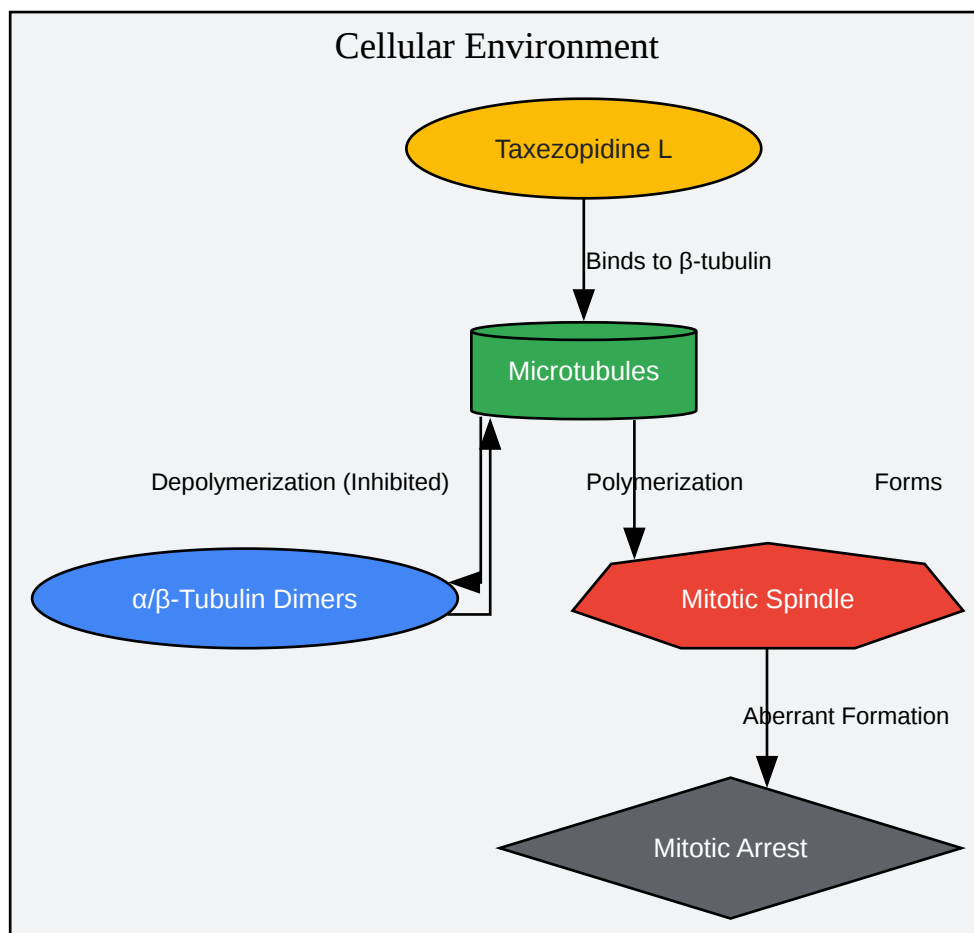 Cellular Environment
Taxezopidine L
Binds to β-tubulin
Microtubules
Depolymerization (Inhibited)
Polymerization
Forms
α/β-Tubulin Dimers
Mitotic Spindle
Aberrant Formation
Mitotic Arrest